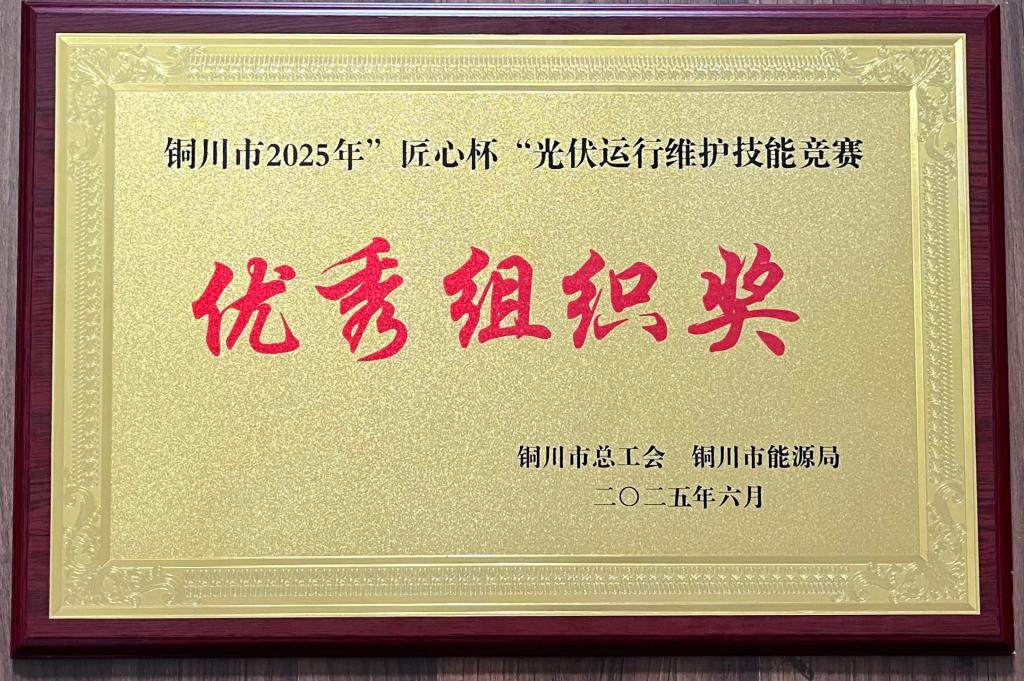 铜川市2025年”匠心杯“光伏运行维护技能竞赛
优秀组织奖
铜川市总工会 铜川市能源局
二〇二五年六月